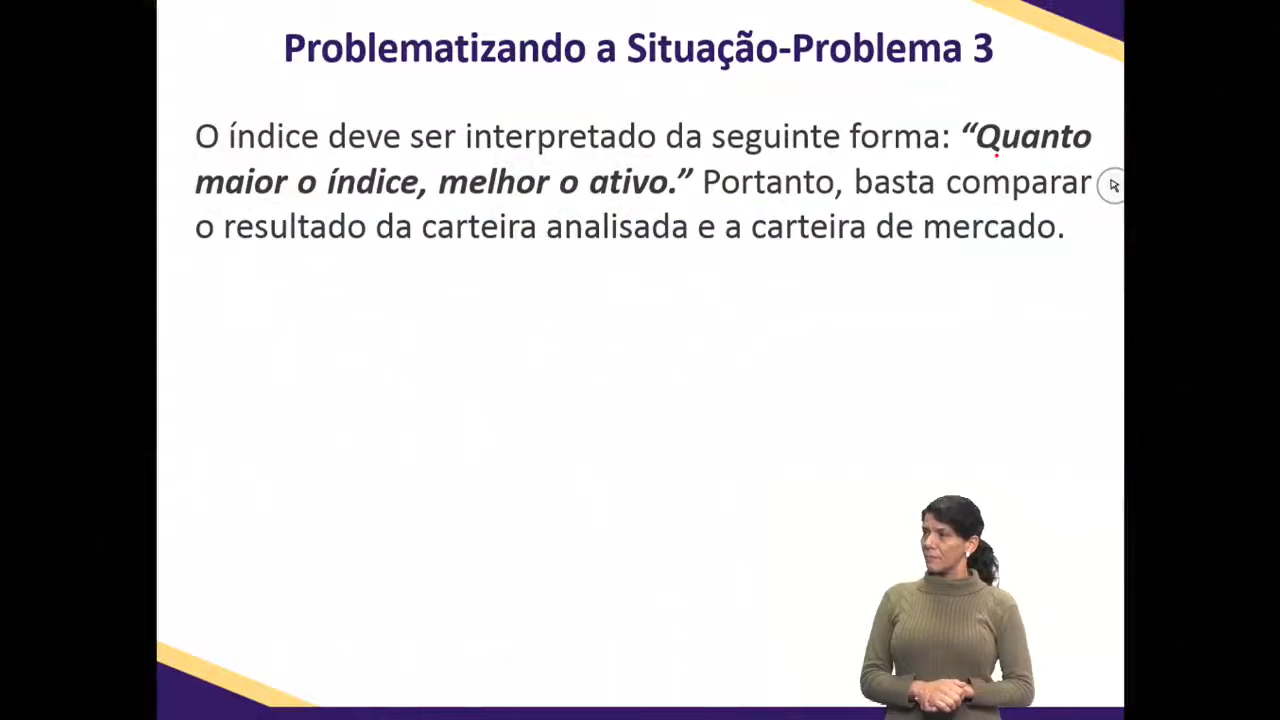 Problematizando a Situação-Problema 3
O índice deve ser interpretado da seguinte forma: “Quanto
maior o índice, melhor o ativo.” Portanto, basta comparar
o resultado da carteira analisada e a carteira de mercado.